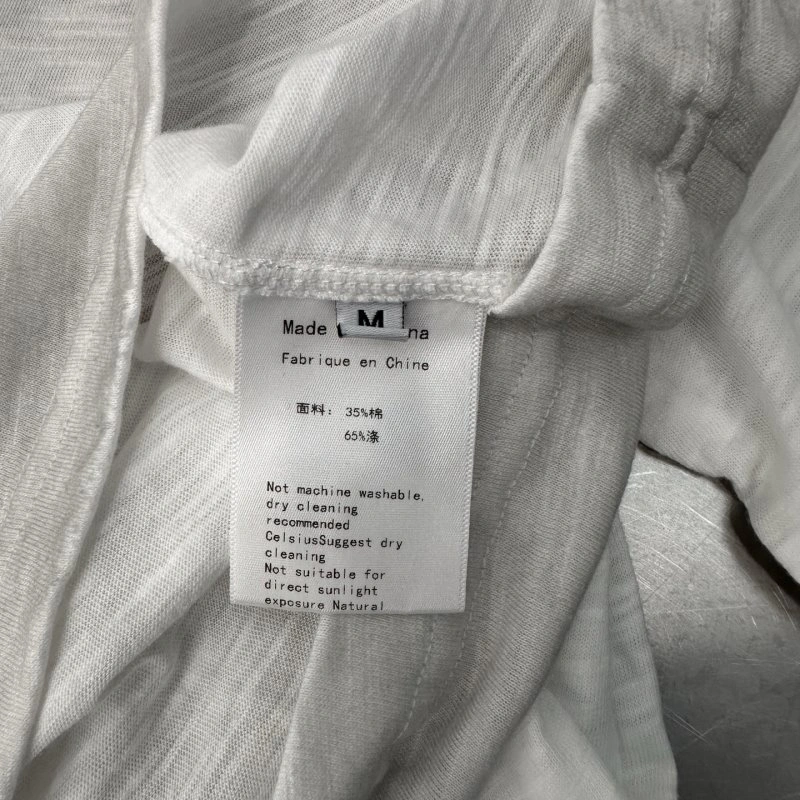 M
Made na
Fabrique en Chine
面料: 35%棉
65%涤
Not machine washable,
dry cleaning
recommended
CelsiusSuggest dry
cleaning
Not suitable for
direct sunlight
exposure Natural